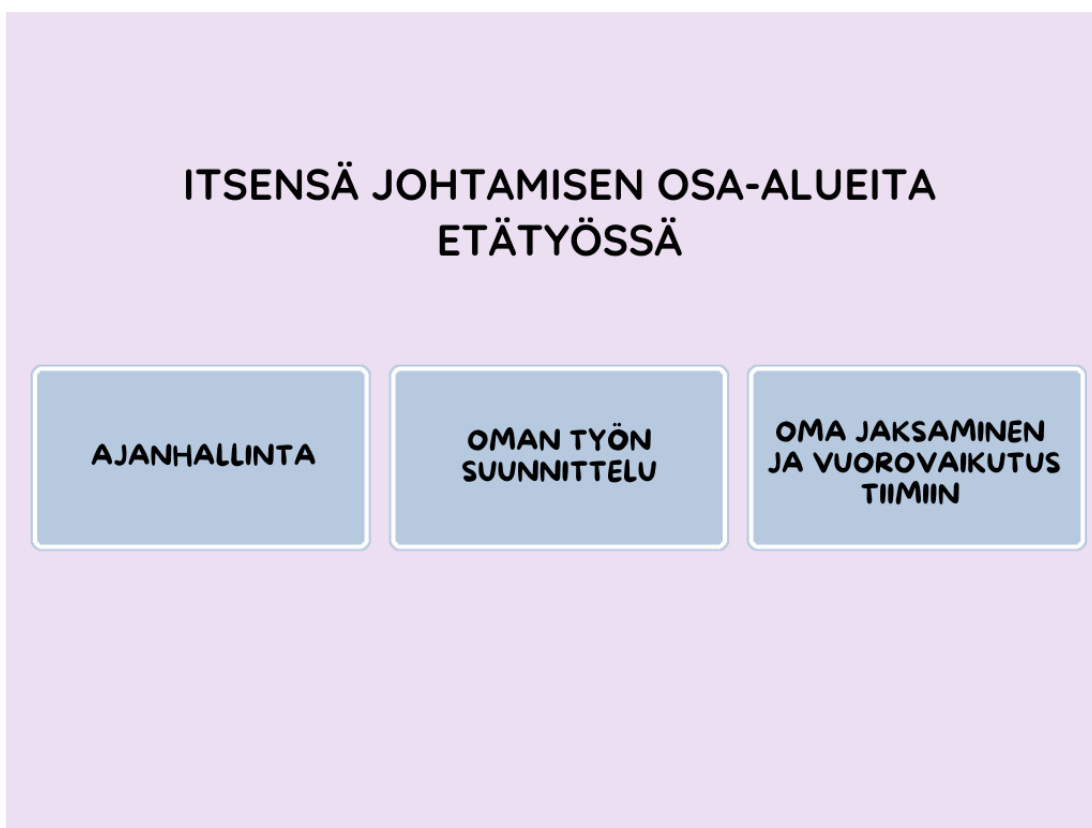 ITSENSÄ JOHTAMISEN OSA-ALUEITA
ETÄTYÖSSÄ
AJANHALLINTA
OMAN TYÖN
SUUNNITTELU
OMA JAKSAMINEN
JA VUOROVAIKUTUS
TIIMIIN